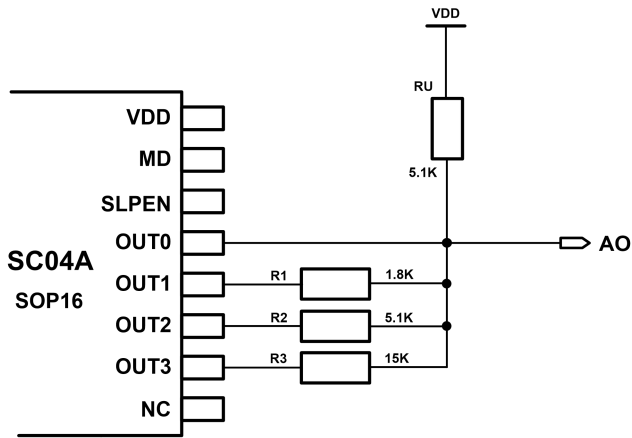 VDD
RU
5.1K
VDD
MD
SLPEN
OUT0
AO
SC04A
SOP16
OUT1 R1 1.8K
OUT2 R2 5.1K
OUT3 R3 15K
NC